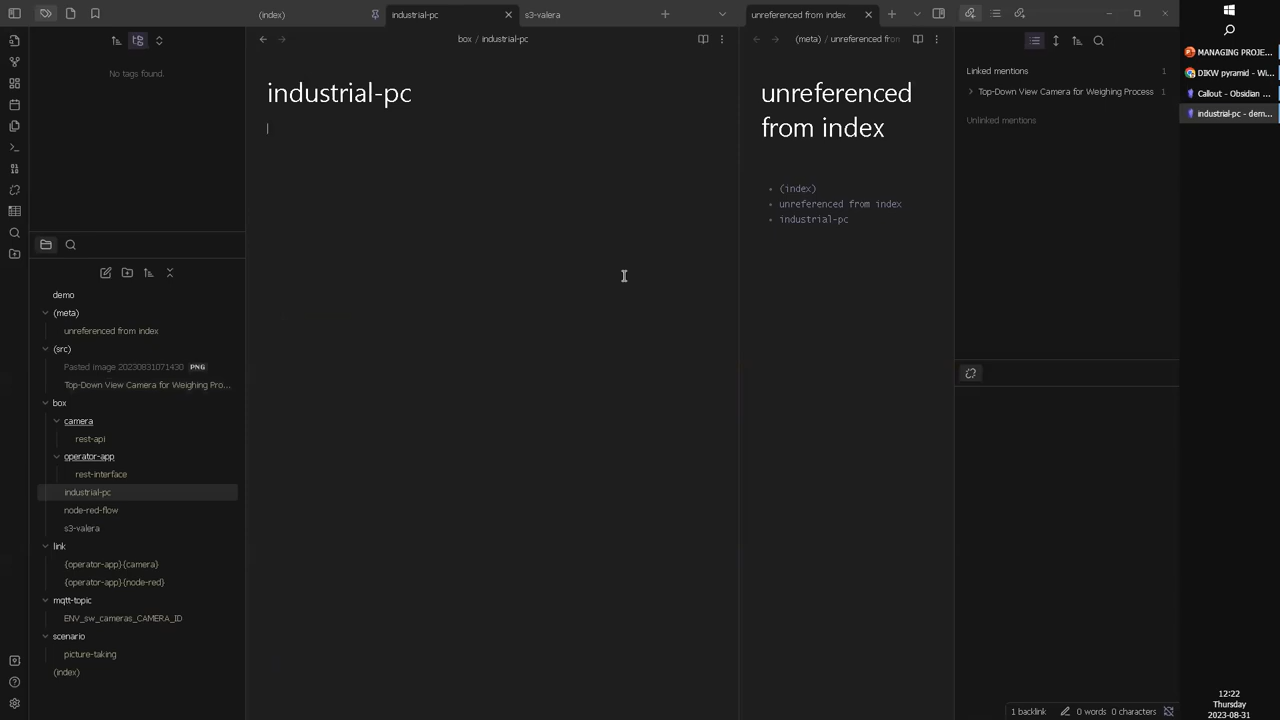 (index)
industrial-pc
s3-valera
unreferenced from index
box / industrial-pc
(meta) / unreferenced from
No tags found.
industrial-pc
unreferenced
from index
(index)
unreferenced from index
industrial-pc
Linked mentions 1
Top-Down View Camera for Weighing Process 1
Unlinked mentions
demo
(meta)
unreferenced from index
(src)
Pasted image 20230831071430 PNG
Top-Down View Camera for Weighing Pro...
box
camera
rest-api
operator-app
rest-interface
industrial-pc
node-red-flow
s3-valera
link
{operator-app}{camera}
{operator-app}{node-red}
mqtt-topic
ENV_sw_cameras_CAMERA_ID
scenario
picture-taking
(index)
1 backlink 0 words 0 characters
MANAGING PROJE...
DIKW pyramid - Wi...
Callout - Obsidian ...
industrial-pc - dem...
12:22
Thursday
2023-08-31